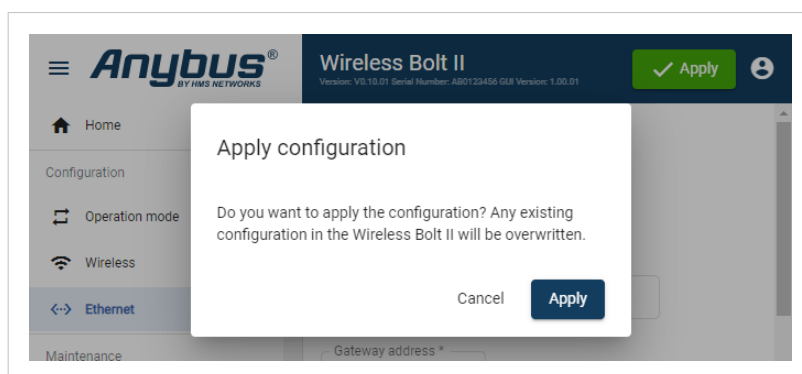 Anybus®
BY HMS NETWORKS
Wireless Bolt II
Version: V0.10.01 Serial Number: AB0123456 GUI Version: 1.00.01
Apply
Home
Configuration
Operation mode
Wireless
Ethernet
Maintenance
Apply configuration
Do you want to apply the configuration? Any existing
configuration in the Wireless Bolt II will be overwritten.
Cancel
Apply
Gateway address *